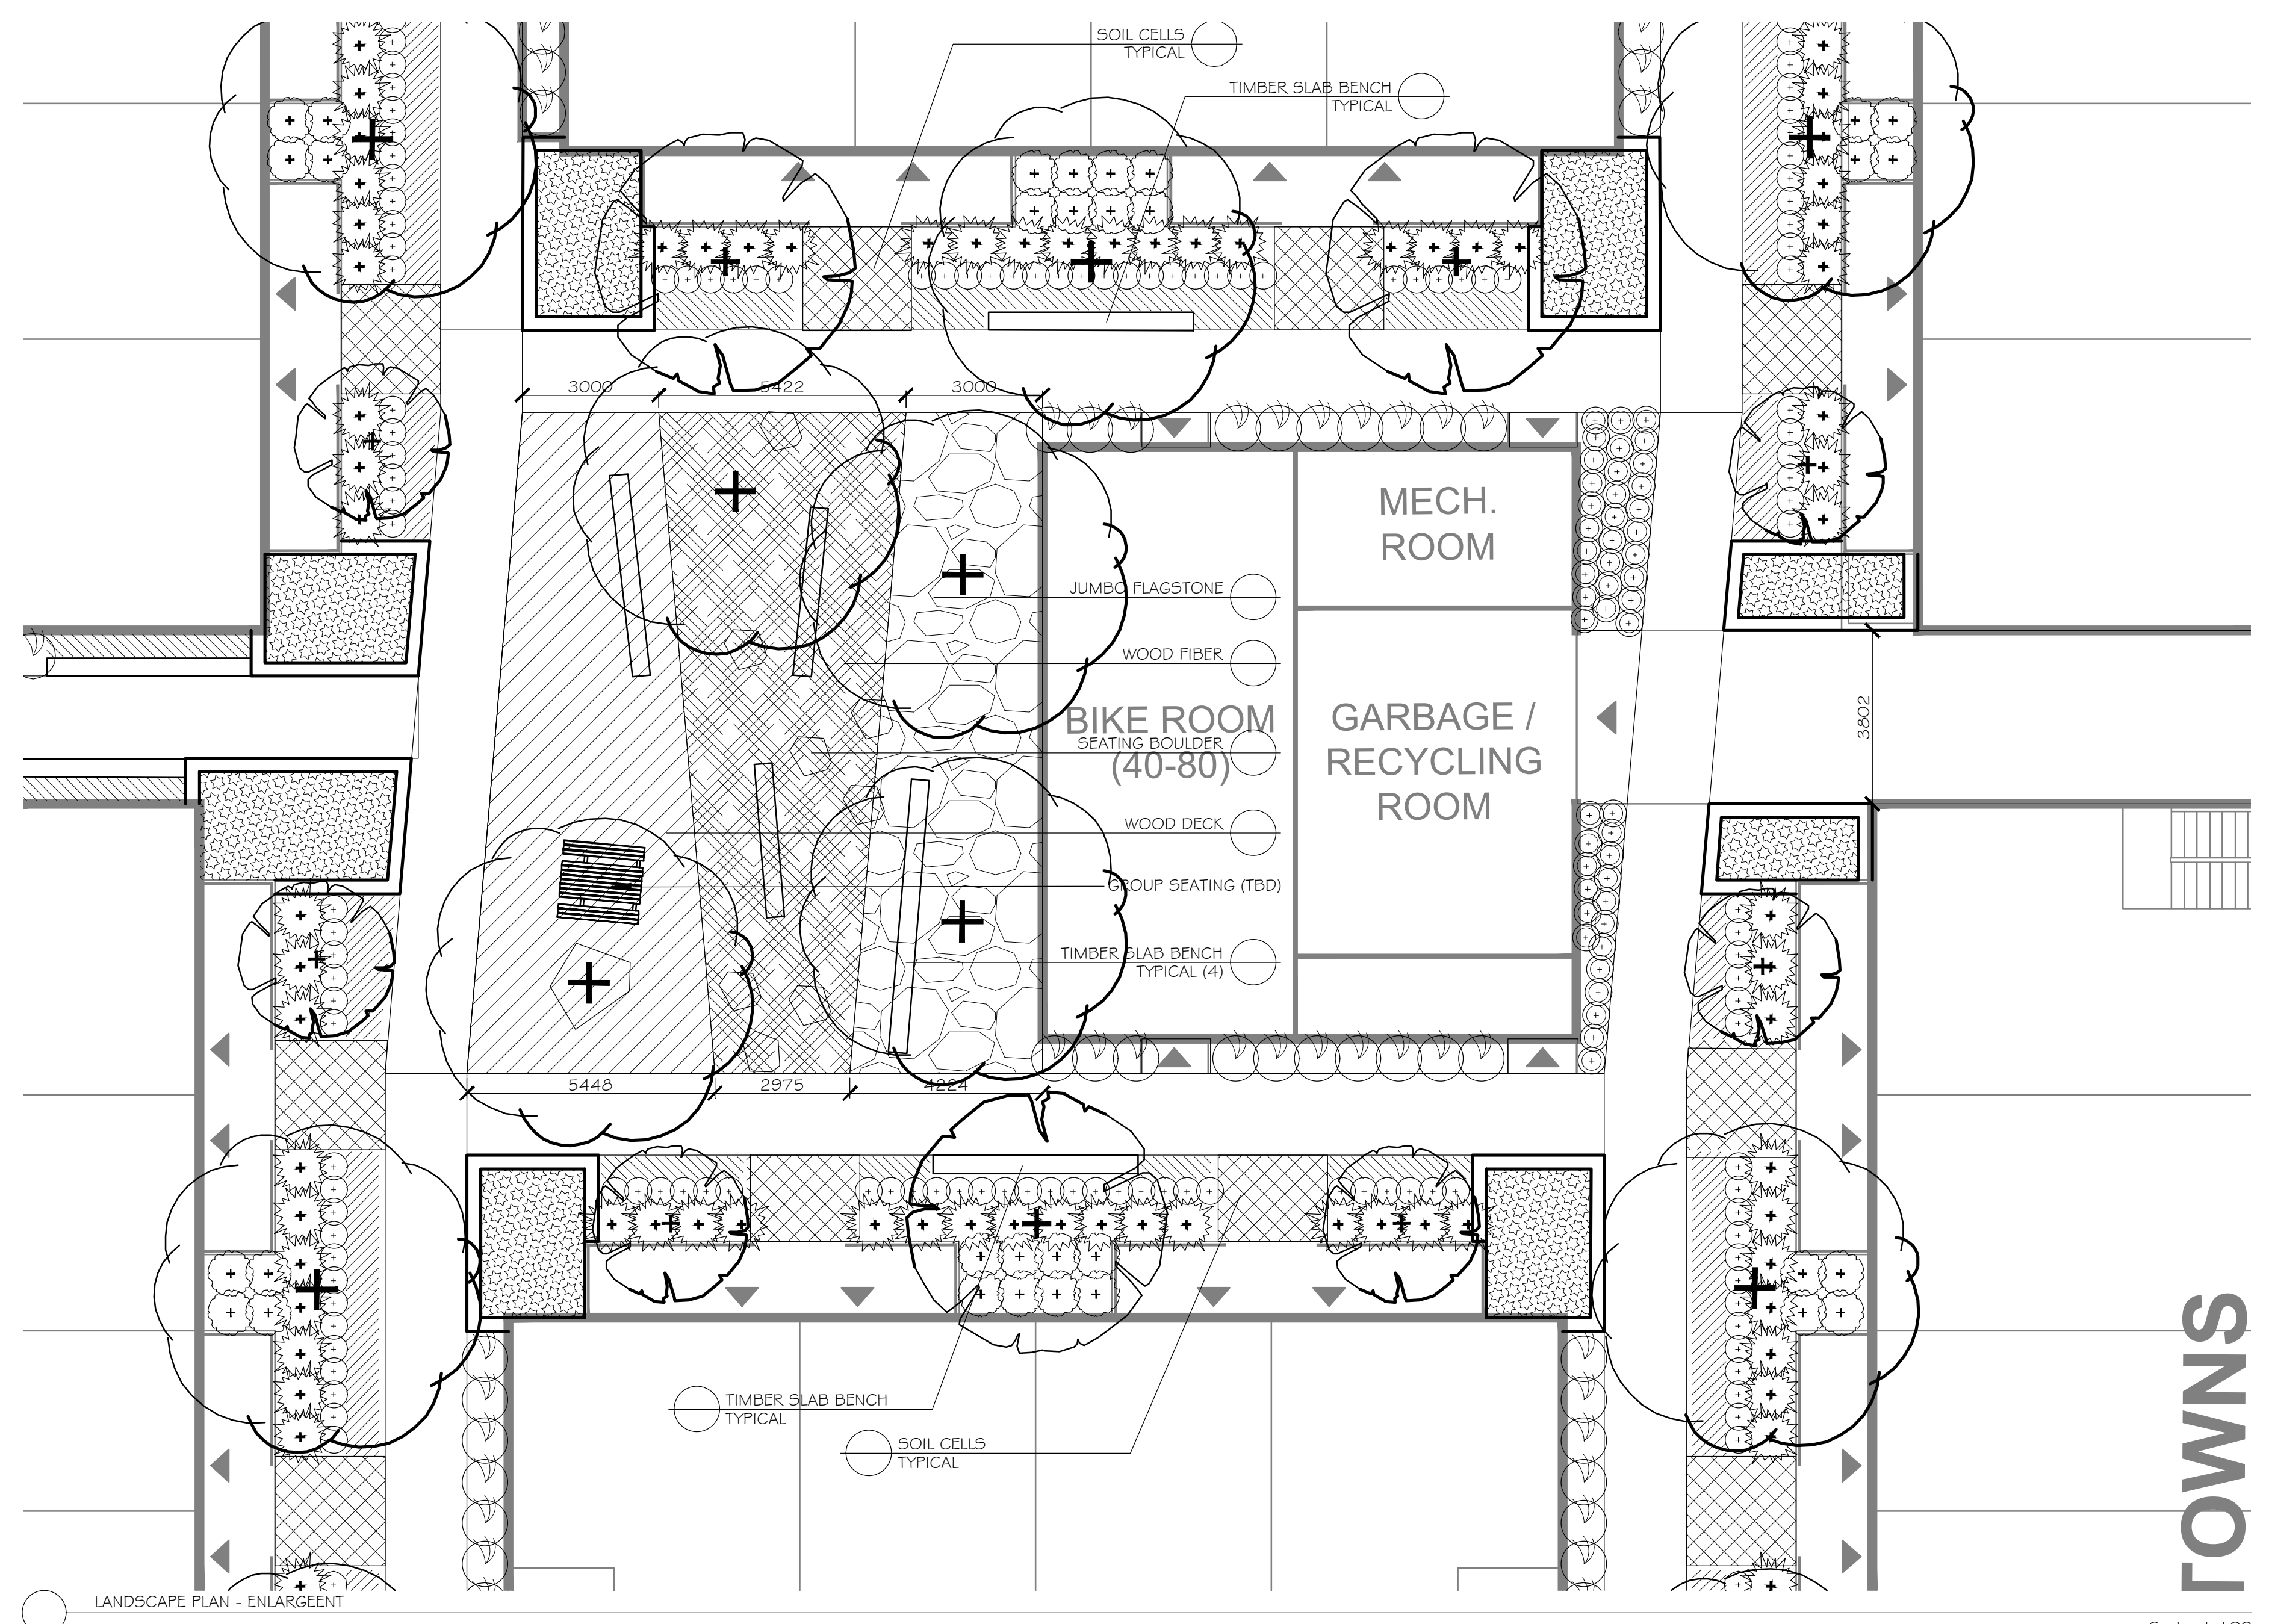 SOIL CELLS
TYPICAL
TIMBER SLAB BENCH
TYPICAL
3000
5422
3000
MECH.
ROOM
JUMBO FLAGSTONE
WOOD FIBER
BIKE ROOM
(40-80)
SEATING BOULDER
GARBAGE /
RECYCLING
ROOM
3802
WOOD DECK
GROUP SEATING (TBD)
TIMBER SLAB BENCH
TYPICAL (4)
5448
2975
4224
TIMBER SLAB BENCH
TYPICAL
SOIL CELLS
TYPICAL
TOWNS
LANDSCAPE PLAN - ENLARGEENT